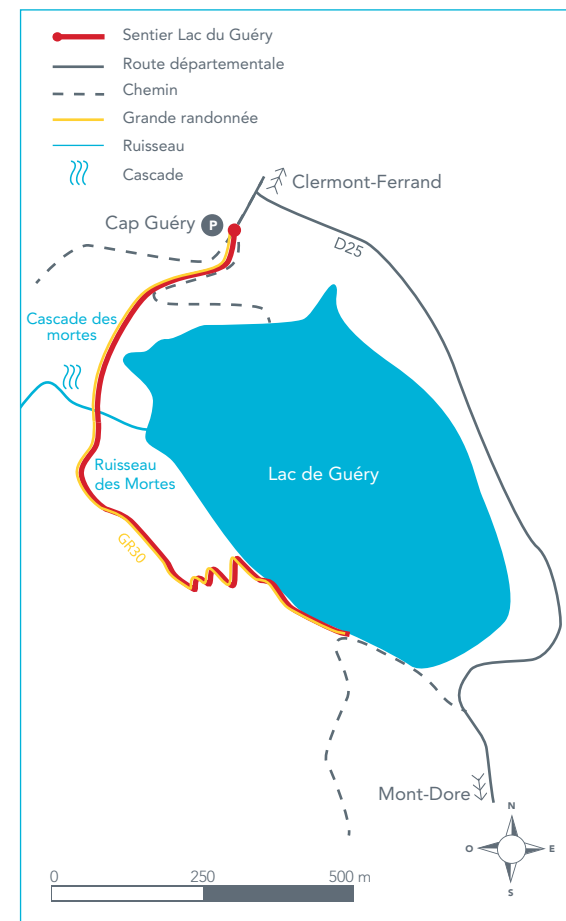 Sentier Lac du Guéry
Route départementale
Chemin
Grande randonnée
Ruisseau
Cascade
Clermont-Ferrand
Cap Guéry P
D25
Cascade des
mortes
Ruisseau
des Mortes
Lac de Guéry
GR30
Mont-Dore
N
O E
S
0 250 500 m